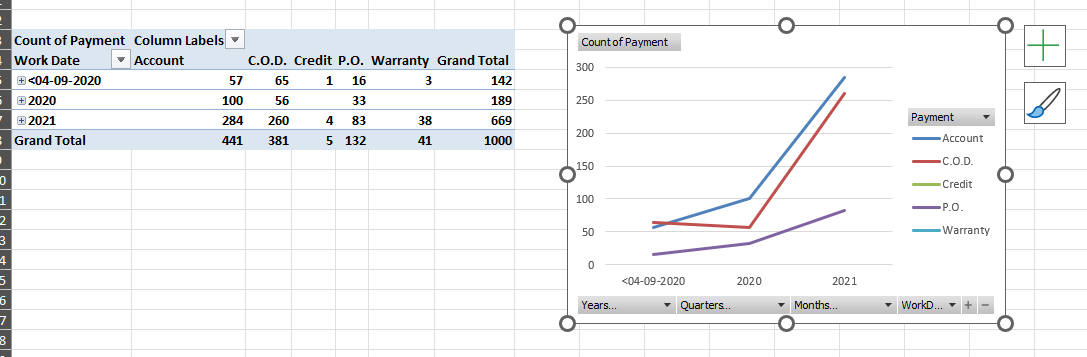 Count of Payment Column Labels
Work Date Account C.O.D. Credit P.O. Warranty Grand Total
<04-09-2020 57 65 1 16 3 142
2020 100 56 33 189
2021 284 260 4 83 38 669
Grand Total 441 381 5 132 41 1000
Count of Payment
300
250
200
150
100
50
0
<04-09-2020 2020 2021
Payment
Account
C.O.D.
Credit
P.O.
Warranty
Years... Quarters... Months... WorkD... + −